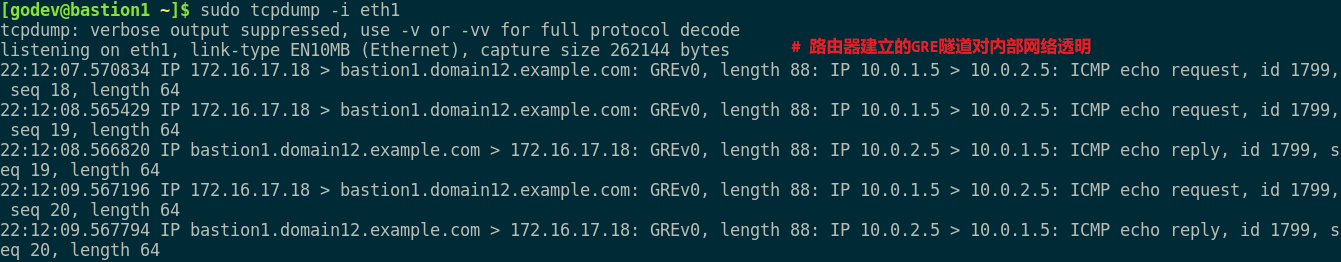 [godev@bastion1 ~]$ sudo tcpdump -i eth1
tcpdump: verbose output suppressed, use -v or -vv for full protocol decode
listening on eth1, link-type EN10MB (Ethernet), capture size 262144 bytes # 路由器建立的GRE隧道对内部网络透明
22:12:07.570834 IP 172.16.17.18 > bastion1.domain12.example.com: GREv0, length 88: IP 10.0.1.5 > 10.0.2.5: ICMP echo request, id 1799,
 seq 18, length 64
22:12:08.565429 IP 172.16.17.18 > bastion1.domain12.example.com: GREv0, length 88: IP 10.0.1.5 > 10.0.2.5: ICMP echo request, id 1799,
 seq 19, length 64
22:12:08.566820 IP bastion1.domain12.example.com > 172.16.17.18: GREv0, length 88: IP 10.0.2.5 > 10.0.1.5: ICMP echo reply, id 1799, s
eq 19, length 64
22:12:09.567196 IP 172.16.17.18 > bastion1.domain12.example.com: GREv0, length 88: IP 10.0.1.5 > 10.0.2.5: ICMP echo request, id 1799,
 seq 20, length 64
22:12:09.567794 IP bastion1.domain12.example.com > 172.16.17.18: GREv0, length 88: IP 10.0.2.5 > 10.0.1.5: ICMP echo reply, id 1799, s
eq 20, length 64